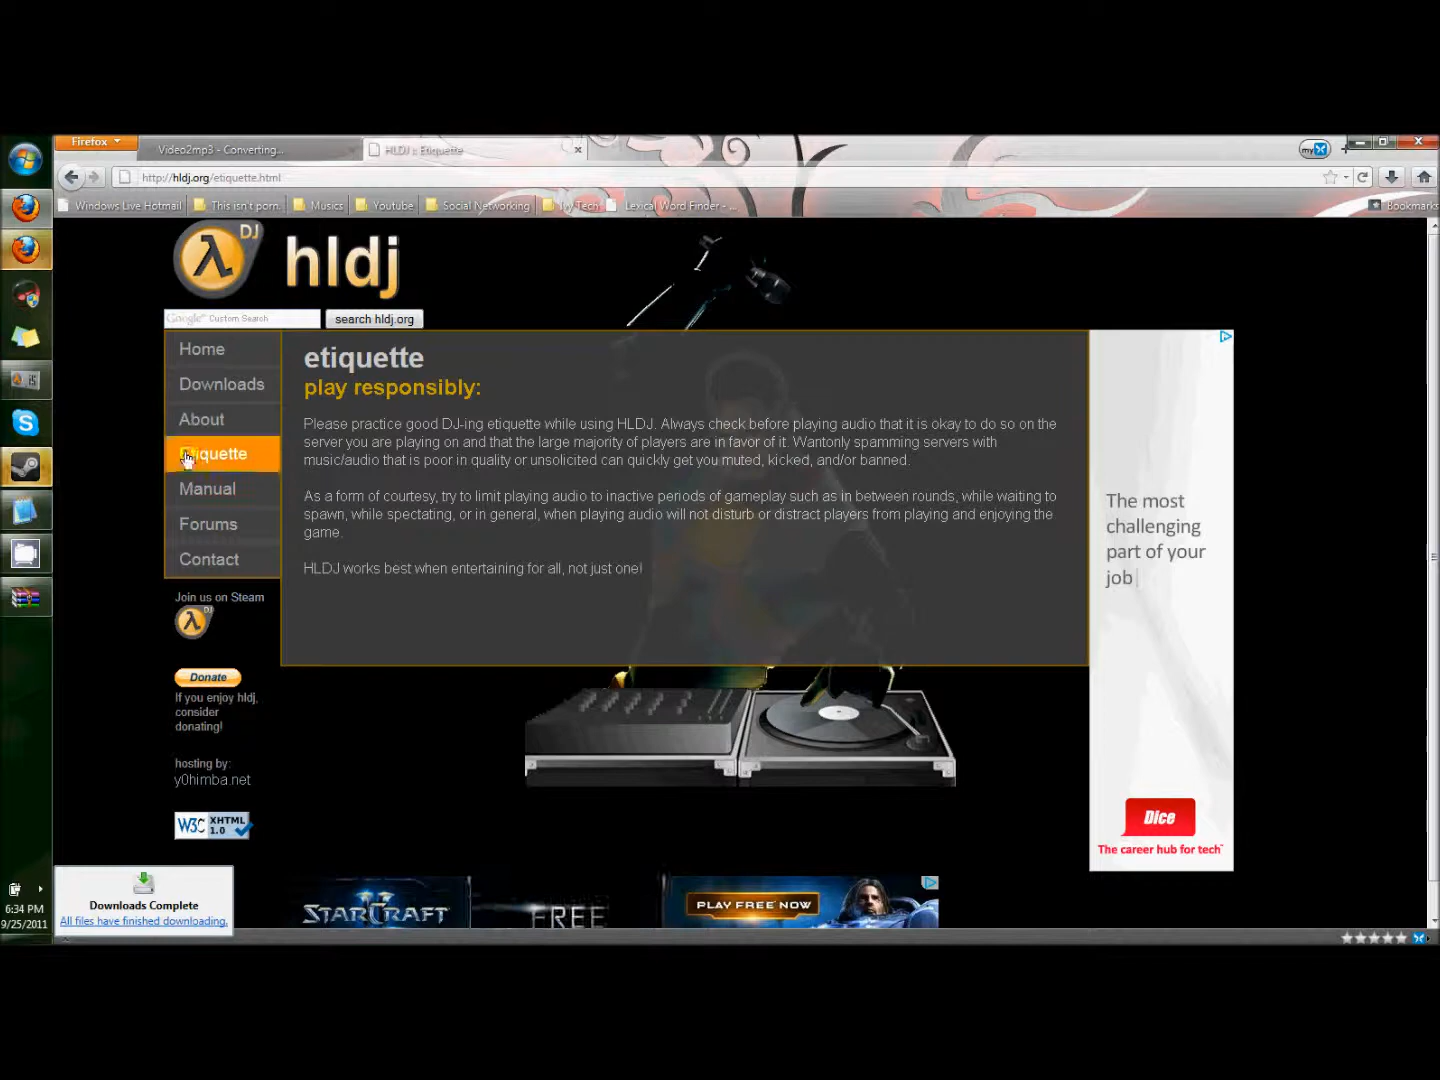 Firefox
Video2mp3 - Converting...
HLDJ :: Etiquette
my
http://hldj.org/etiquette.html
Windows Live Hotmail
This isn't porn.
Musics
Youtube
Social Networking
Ivy Tech
Lexical Word Finder - ...
Bookmarks
DJ
hldj
Google™ Custom Search
search hldj.org
Home
Downloads
About
Etiquette
Manual
Forums
Contact
etiquette
play responsibly:
Please practice good DJ-ing etiquette while using HLDJ. Always check before playing audio that it is okay to do so on the
server you are playing on and that the large majority of players are in favor of it. Wantonly spamming servers with
music/audio that is poor in quality or unsolicited can quickly get you muted, kicked, and/or banned.
As a form of courtesy, try to limit playing audio to inactive periods of gameplay such as in between rounds, while waiting to
spawn, while spectating, or in general, when playing audio will not disturb or distract players from playing and enjoying the
game.
HLDJ works best when entertaining for all, not just one!
The most
challenging
part of your
job
Dice
The career hub for tech™
Join us on Steam
DJ
Donate
If you enjoy hldj,
consider
donating!
hosting by:
y0himba.net
W3C XHTML
1.0
Downloads Complete
All files have finished downloading.
STARCRAFT
FREE
PLAY FREE NOW
6:34 PM
9/25/2011